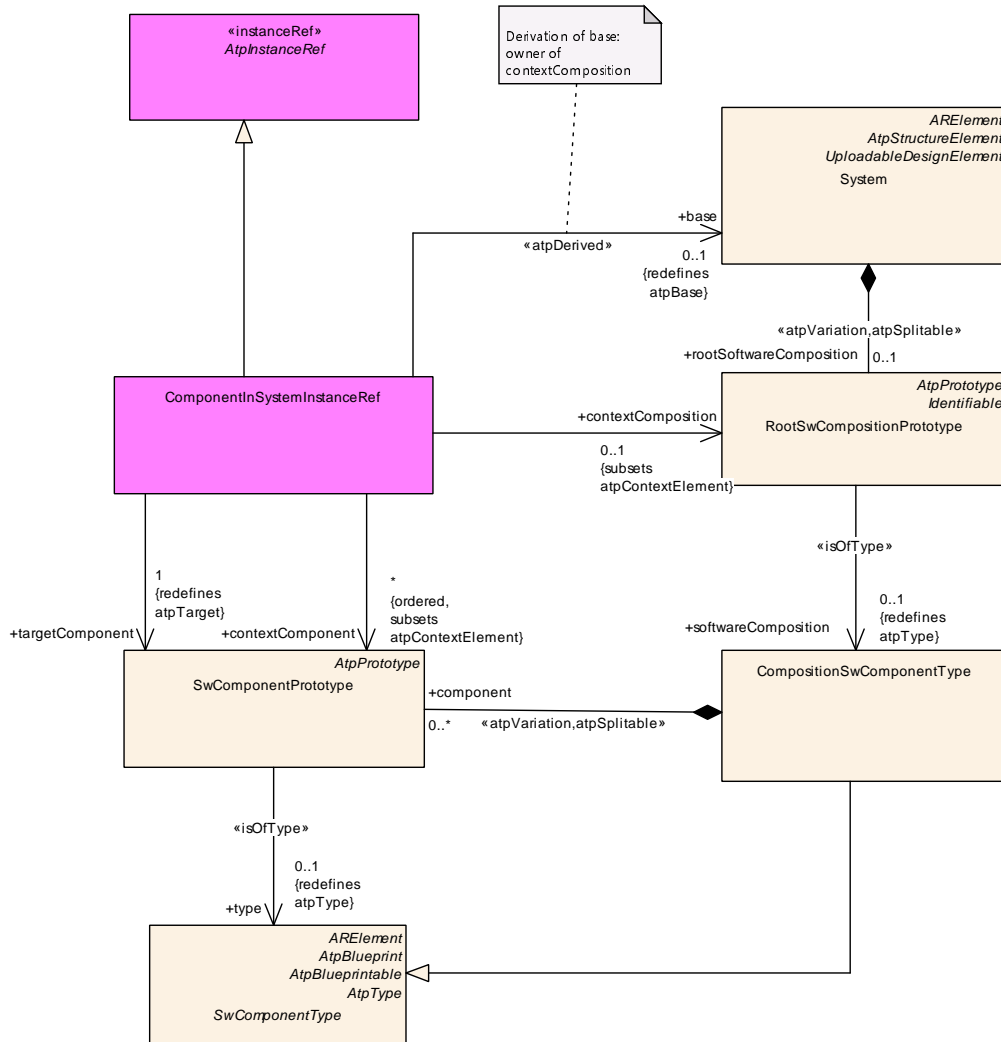 «instanceRef»
AtpInstanceRef
Derivation of base:
owner of
contextComposition
ARElement
AtpStructureElement
UploadableDesignElement
System
+base
«atpDerived»
0..1
{redefines
atpBase}
«atpVariation,atpSplitable»
+rootSoftwareComposition
0..1
ComponentInSystemInstanceRef
AtpPrototype
Identifiable
RootSwCompositionPrototype
+contextComposition
0..1
{subsets
atpContextElement}
«isOfType»
1
{redefines
atpTarget}
+targetComponent
*
{ordered,
subsets
atpContextElement}
+contextComponent
0..1
{redefines
atpType}
+softwareComposition
AtpPrototype
SwComponentPrototype
+component
0..*
«atpVariation,atpSplitable»
CompositionSwComponentType
«isOfType»
0..1
{redefines
atpType}
+type
ARElement
AtpBlueprint
AtpBlueprintable
AtpType
SwComponentType